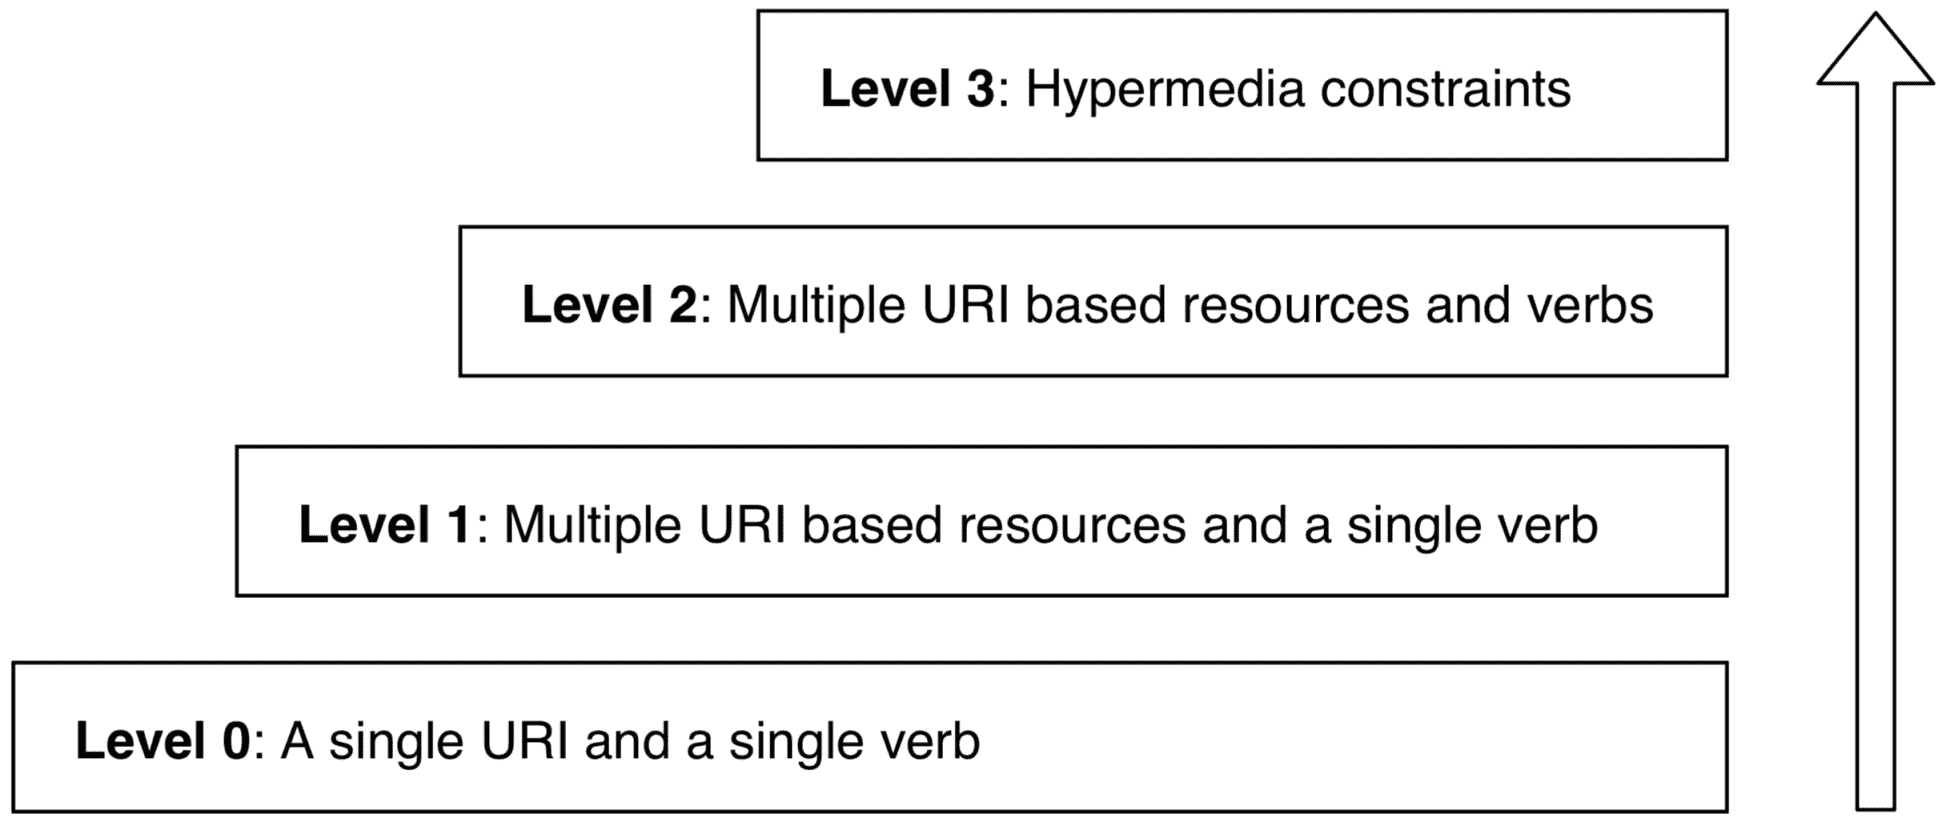 Level 3: Hypermedia constraints
Level 2: Multiple URI based resources and verbs
Level 1: Multiple URI based resources and a single verb
Level 0: A single URI and a single verb